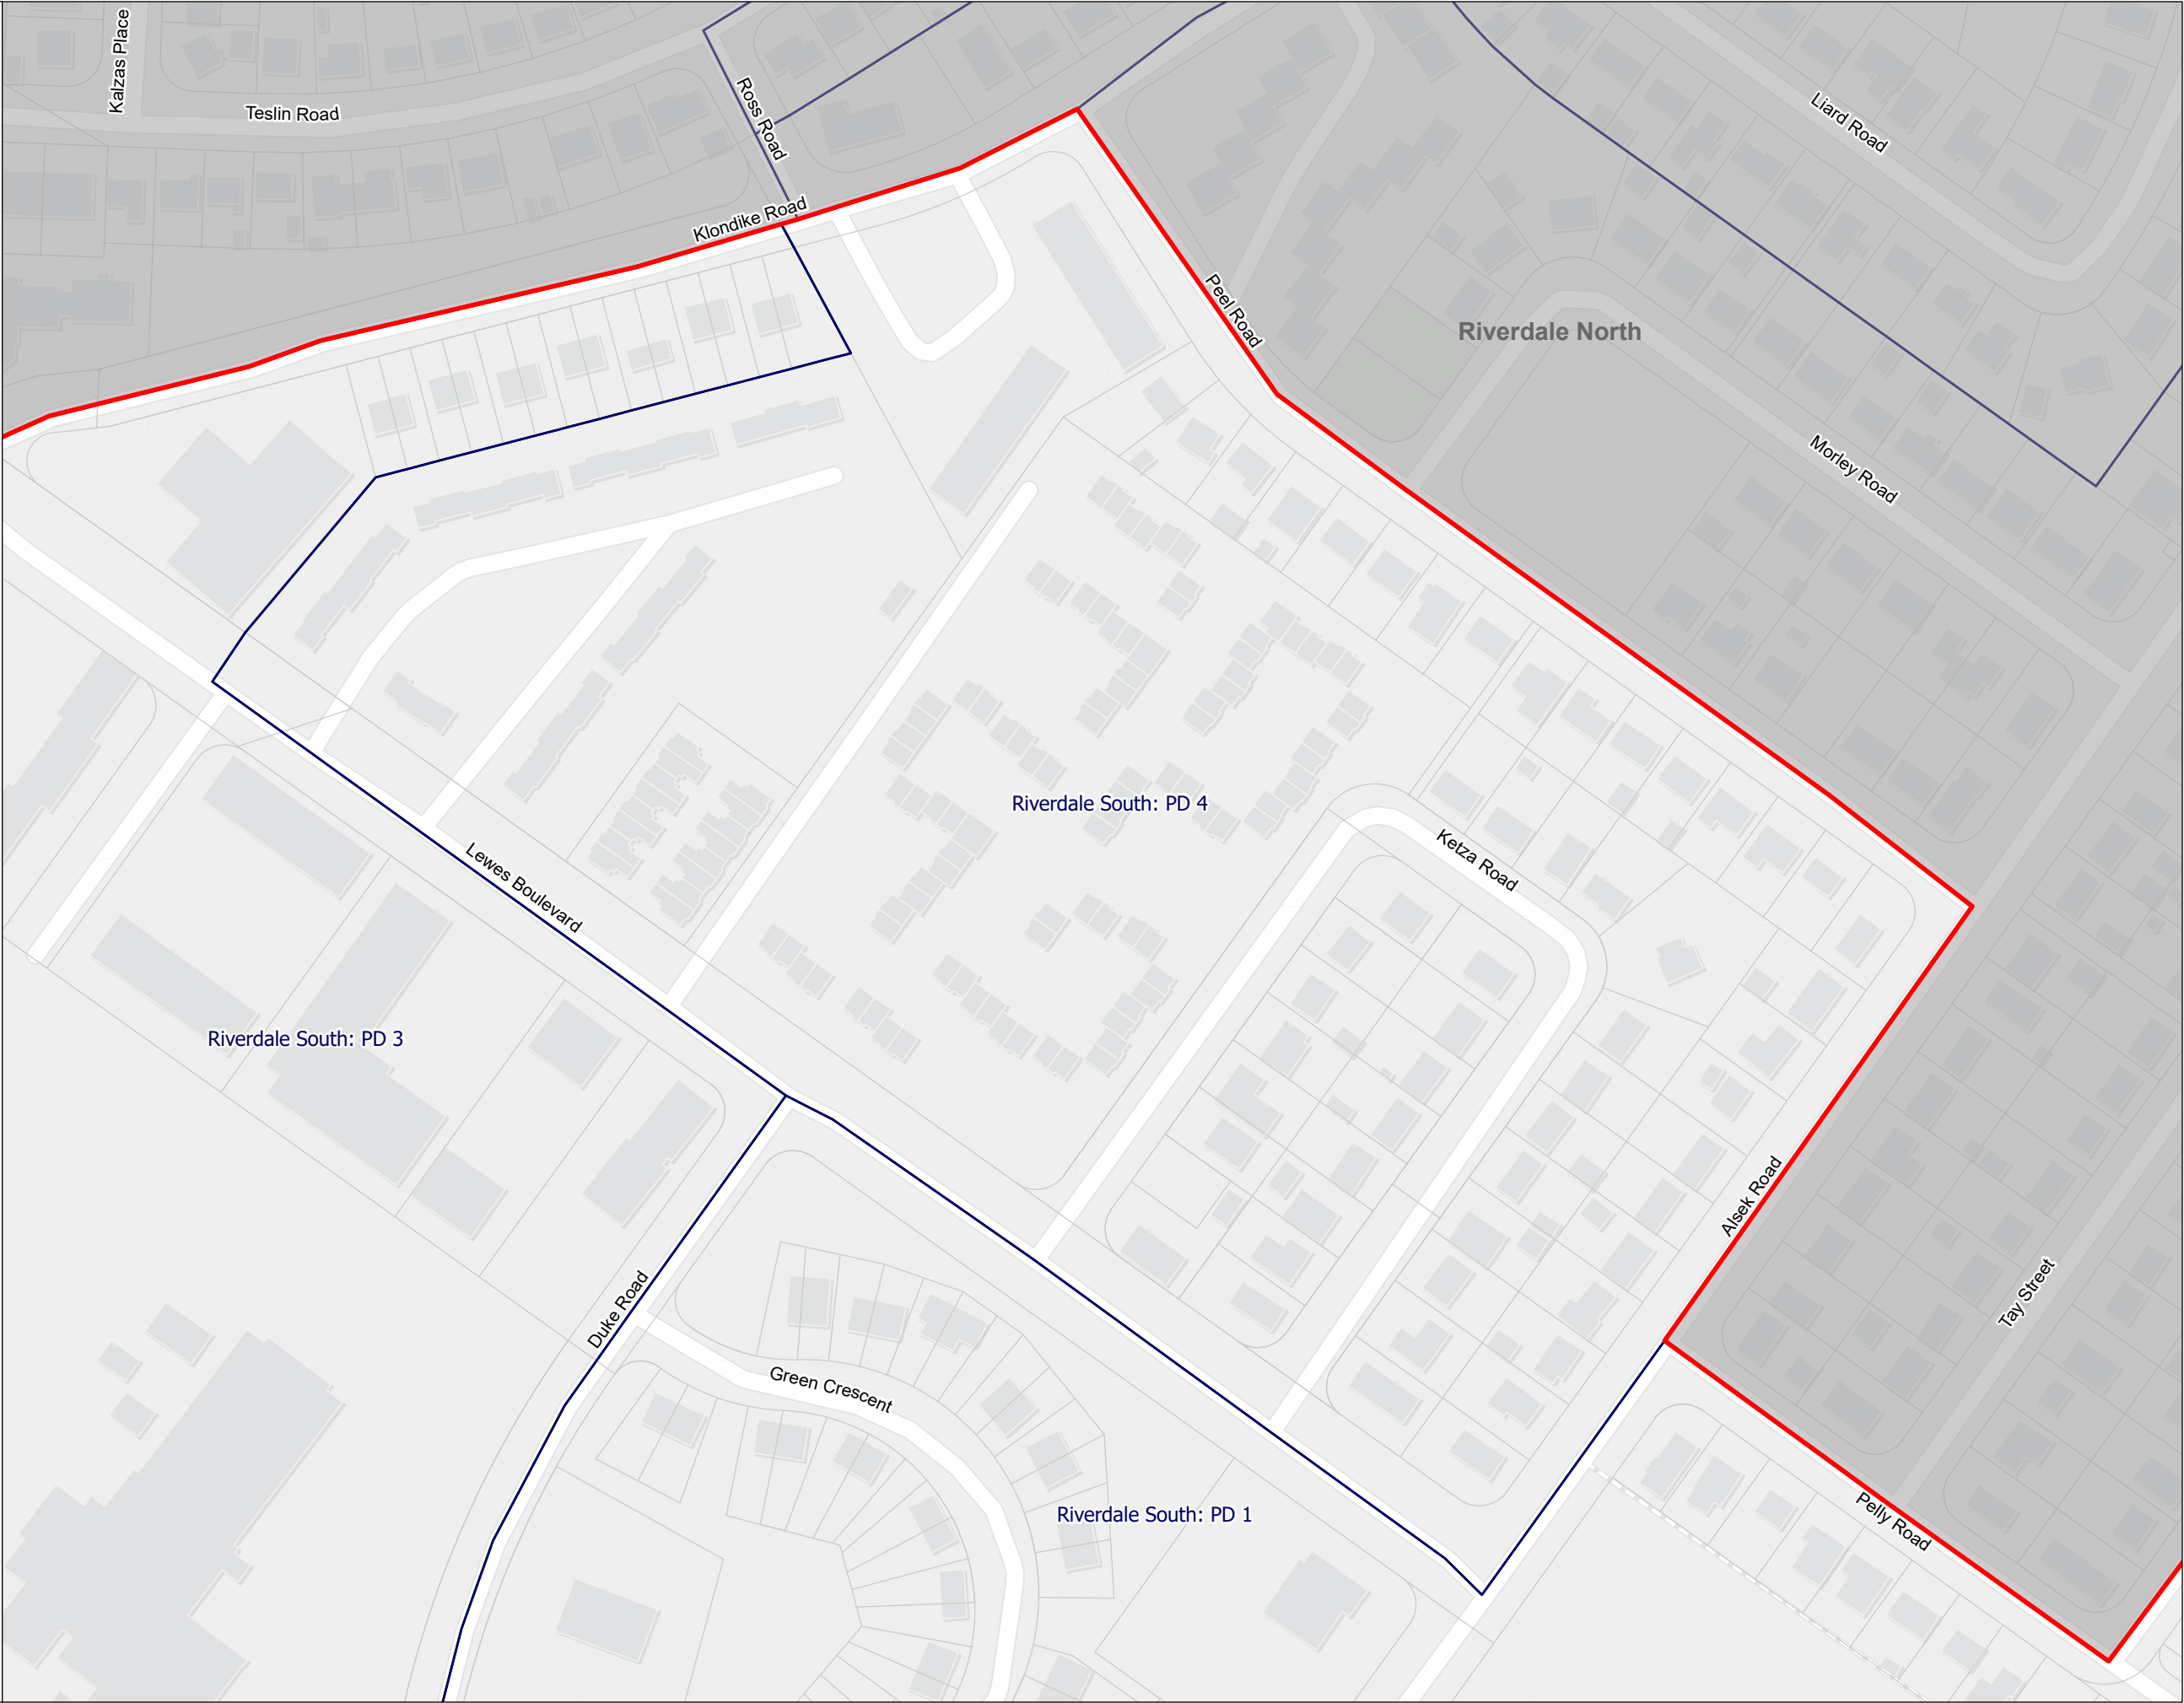 Kalzas Place
Teslin Road
Ross Road
Liard Road
Klondike Road
Peel Road
Riverdale North
Morley Road
Riverdale South: PD 4
Ketza Road
Lewes Boulevard
Riverdale South: PD 3
Alsek Road
Duke Road
Tay Street
Green Crescent
Riverdale South: PD 1
Pelly Road